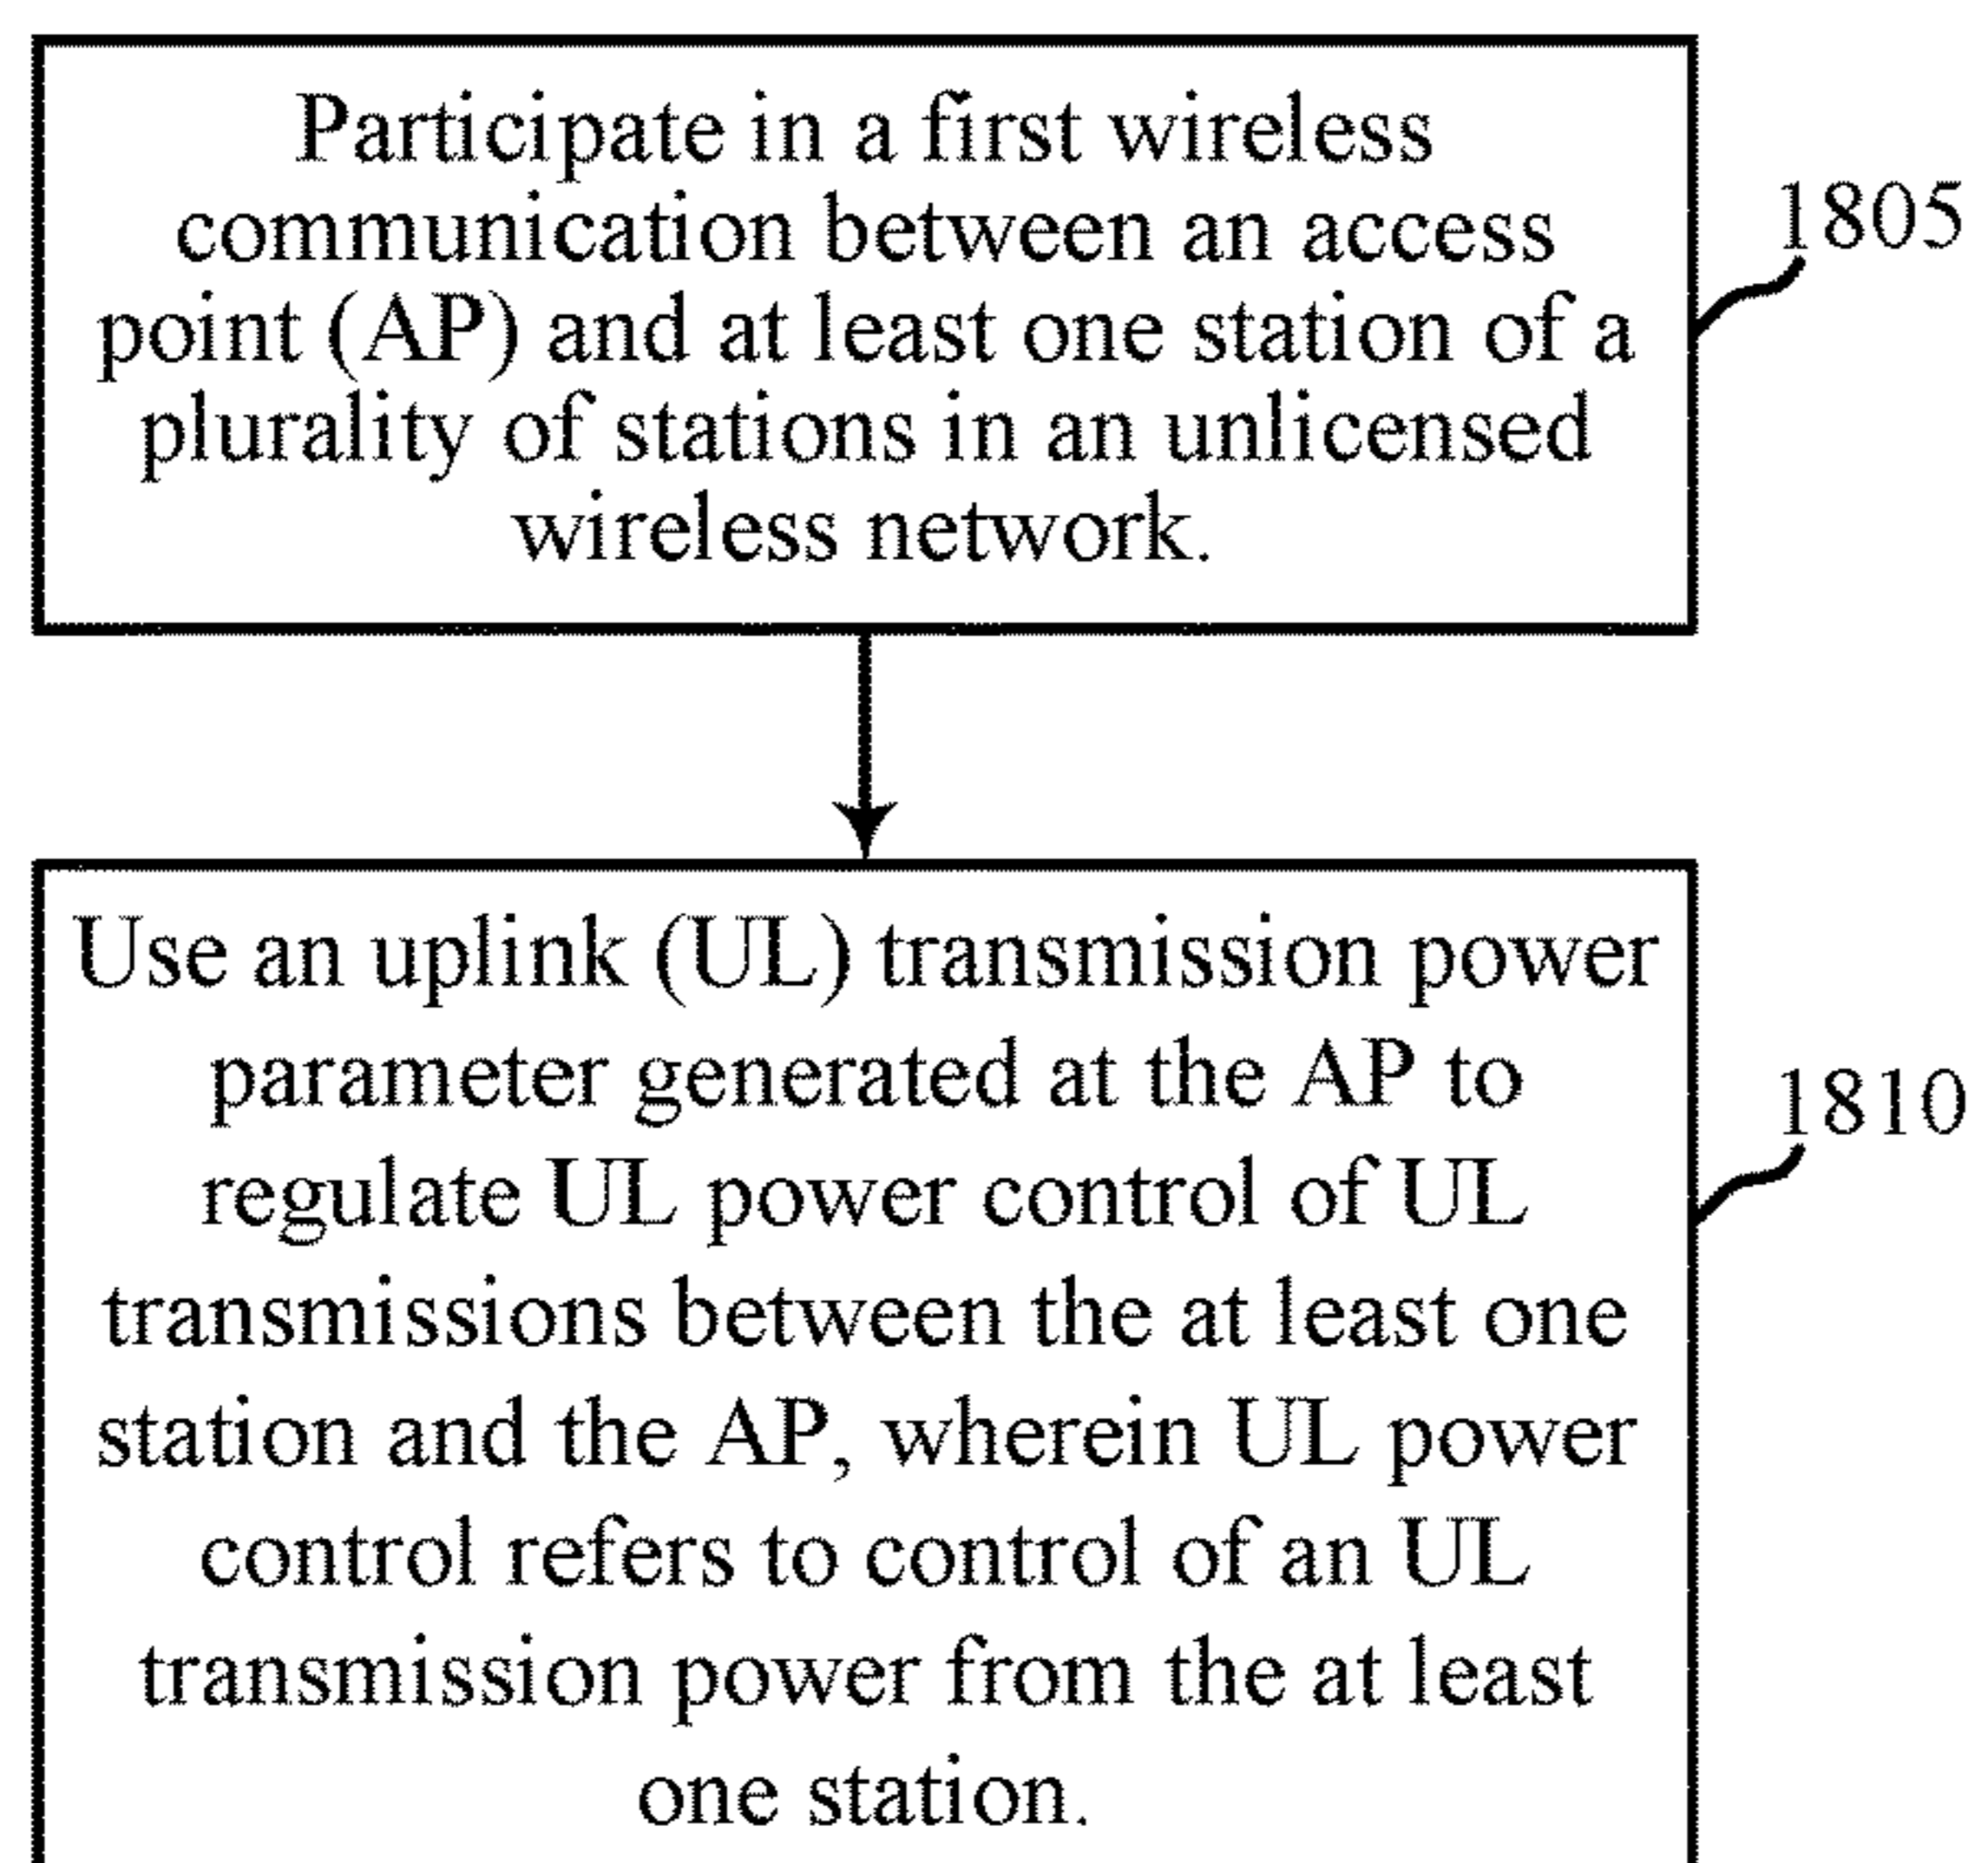 Participate in a first wireless
communication between an access
point (AP) and at least one station of a
plurality of stations in an unlicensed
wireless network.
1805
Use an uplink (UL) transmission power
parameter generated at the AP to
regulate UL power control of UL
transmissions between the at least one
station and the AP, wherein UL power
control refers to control of an UL
transmission power from the at least
one station.
1810